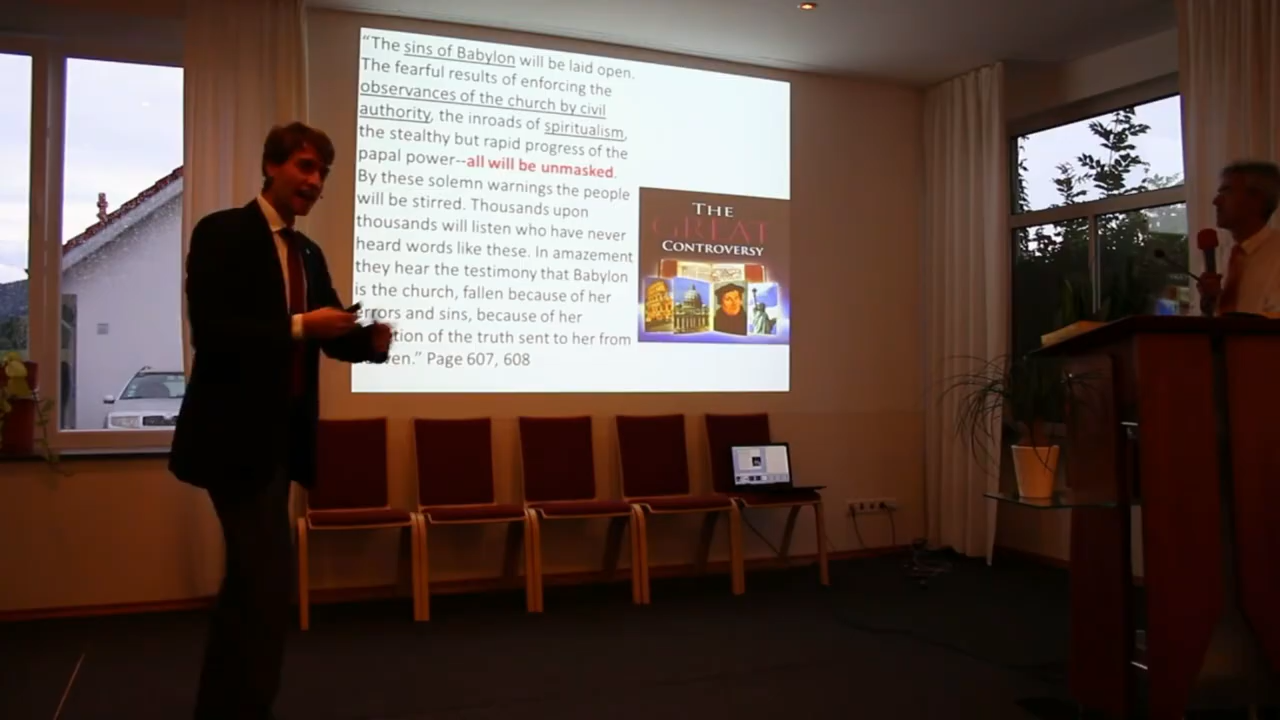 “The sins of Babylon will be laid open.
The fearful results of enforcing the
observances of the church by civil
authority, the inroads of spiritualism,
the stealthy but rapid progress of the
papal power--all will be unmasked.
By these solemn warnings the people
will be stirred. Thousands upon
thousands will listen who have never
heard words like these. In amazement
they hear the testimony that Babylon
is the church, fallen because of her
errors and sins, because of her
of the truth sent to her from
Page 607, 608
THE
GREAT
CONTROVERSY